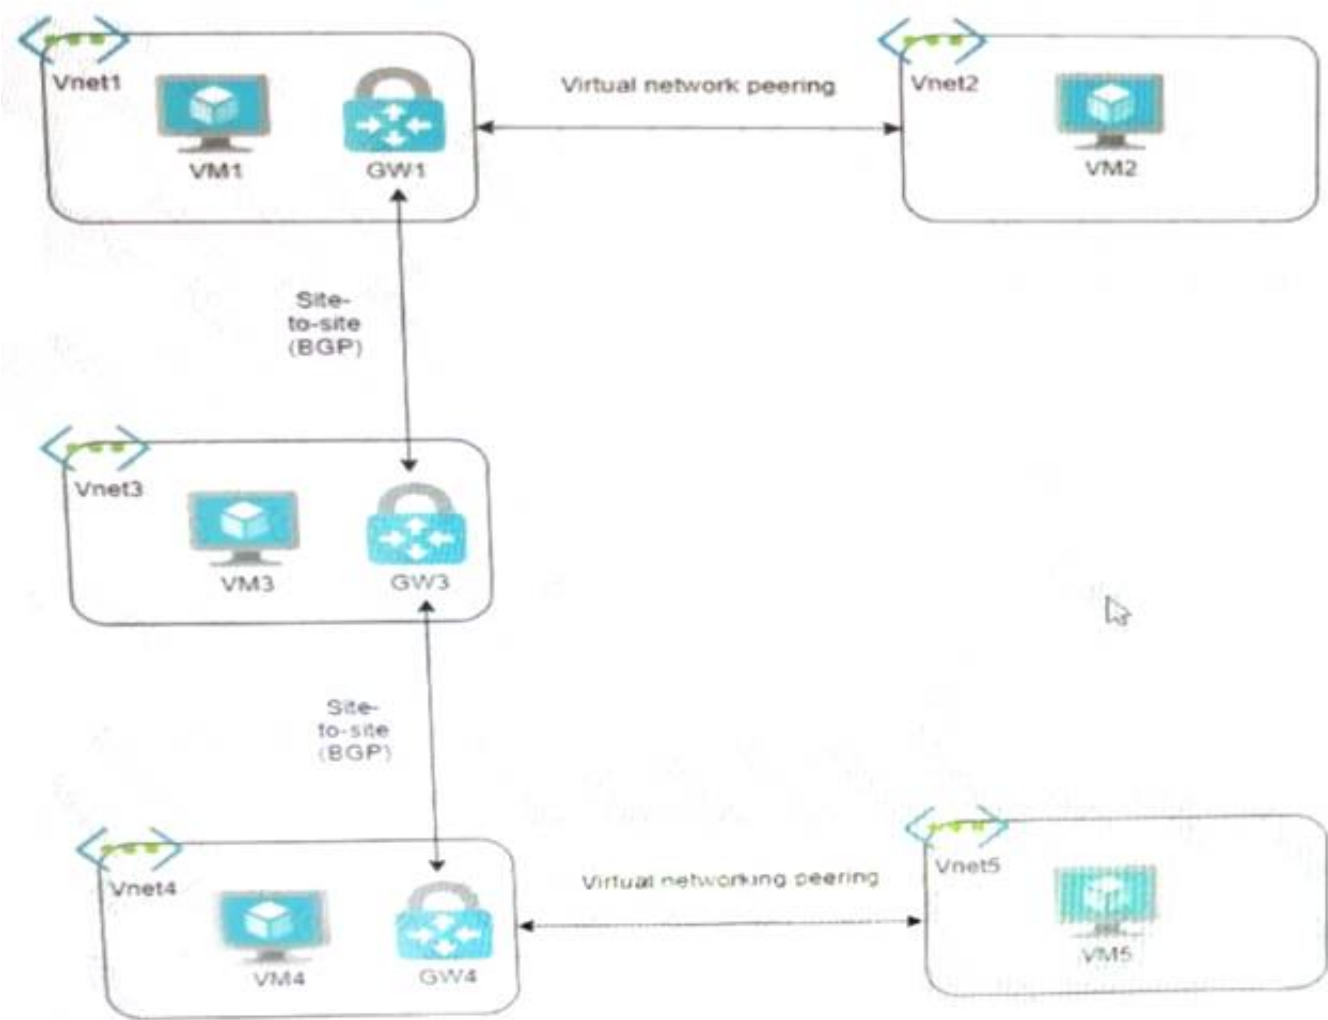 Vnet1
VM1
GW1
Virtual network peering
Vnet2
VM2
Site-
to-site
(BGP)
Vnet3
VM3
GW3
Site-
to-site
(BGP)
Vnet4
VM4
GW4
Virtual networking peering
Vnet5
VM5